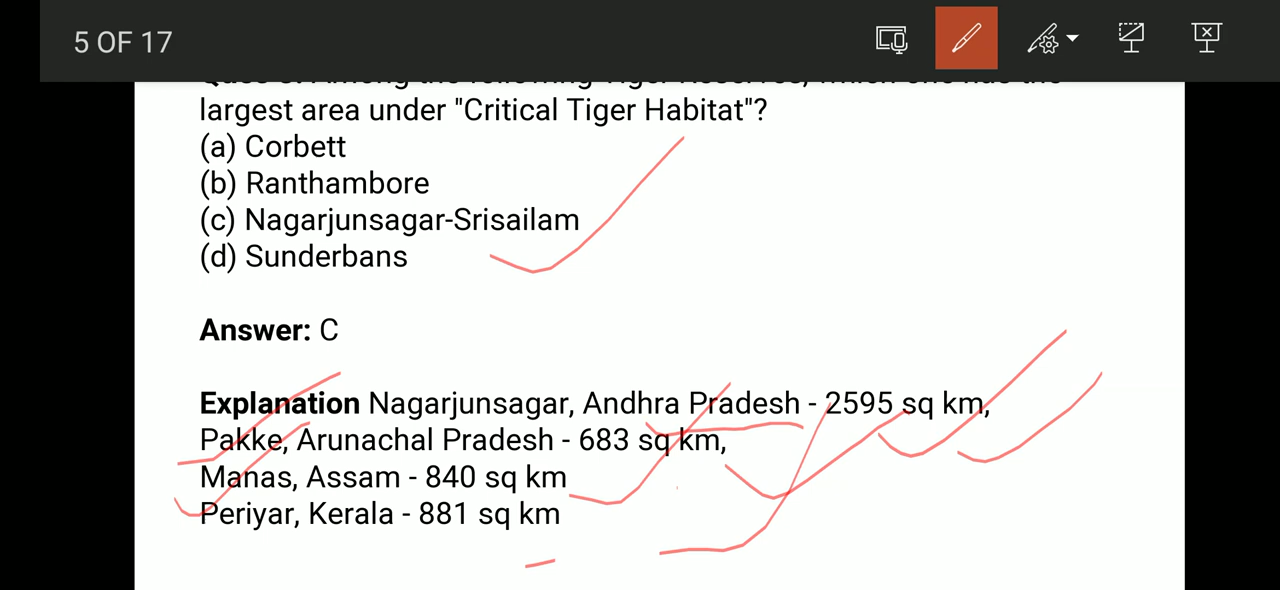 5 OF 17
largest area under "Critical Tiger Habitat"?
(a) Corbett
(b) Ranthambore
(c) Nagarjunsagar-Srisailam
(d) Sunderbans
Answer: C
Explanation Nagarjunsagar, Andhra Pradesh - 2595 sq km,
Pakke, Arunachal Pradesh - 683 sq km,
Manas, Assam - 840 sq km
Periyar, Kerala - 881 sq km